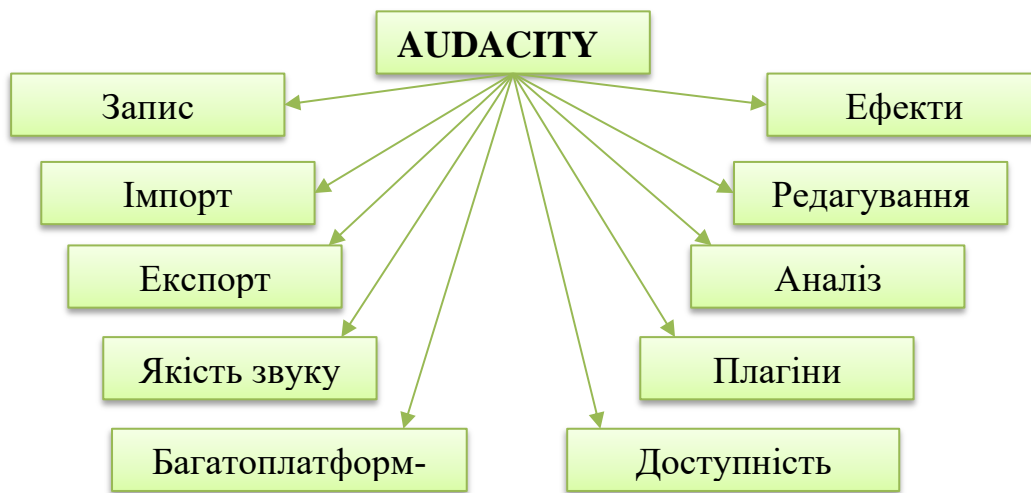 AUDACITY
Запис
Ефекти
Імпорт
Редагування
Експорт
Аналіз
Якість звуку
Плагіни
Багатоплатформ-
Доступність